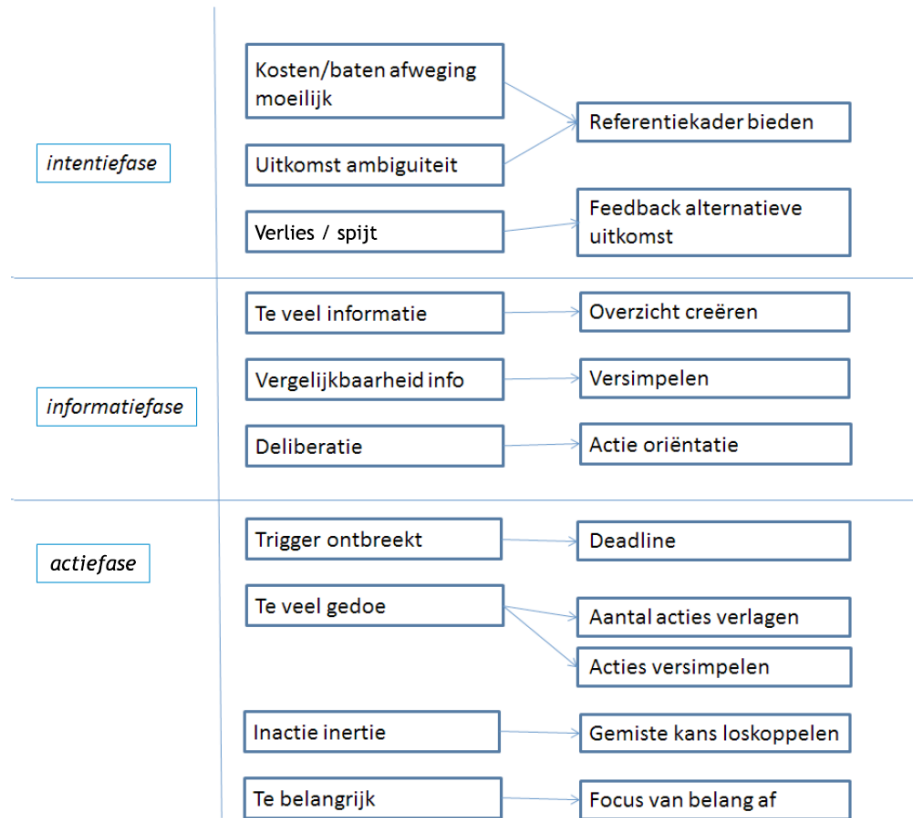 intentiefase
Kosten/baten afweging
moeilijk
Referentiekader bieden
Uitkomst ambiguiteit
Verlies / spijt
Feedback alternatieve
uitkomst
informatiefase
Te veel informatie
Overzicht creëren
Vergelijkbaarheid info
Versimpelen
Deliberatie
Actie oriëntatie
actiefase
Trigger ontbreekt
Deadline
Te veel gedoe
Aantal acties verlagen
Acties versimpelen
Inactie inertie
Gemiste kans loskoppelen
Te belangrijk
Focus van belang af